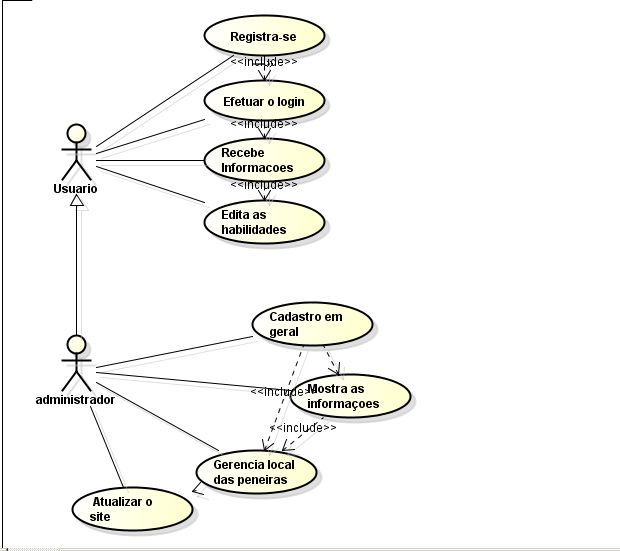 Registra-se
<<include>>
Efetuar o login
<<include>>
Recebe
Informacoes
<<include>>
Edita as
habilidades
Usuario
Cadastro em
geral
administrador
Mostra as
informaçoes
<<include>>
<<include>>
Gerencia local
das peneiras
Atualizar o
site